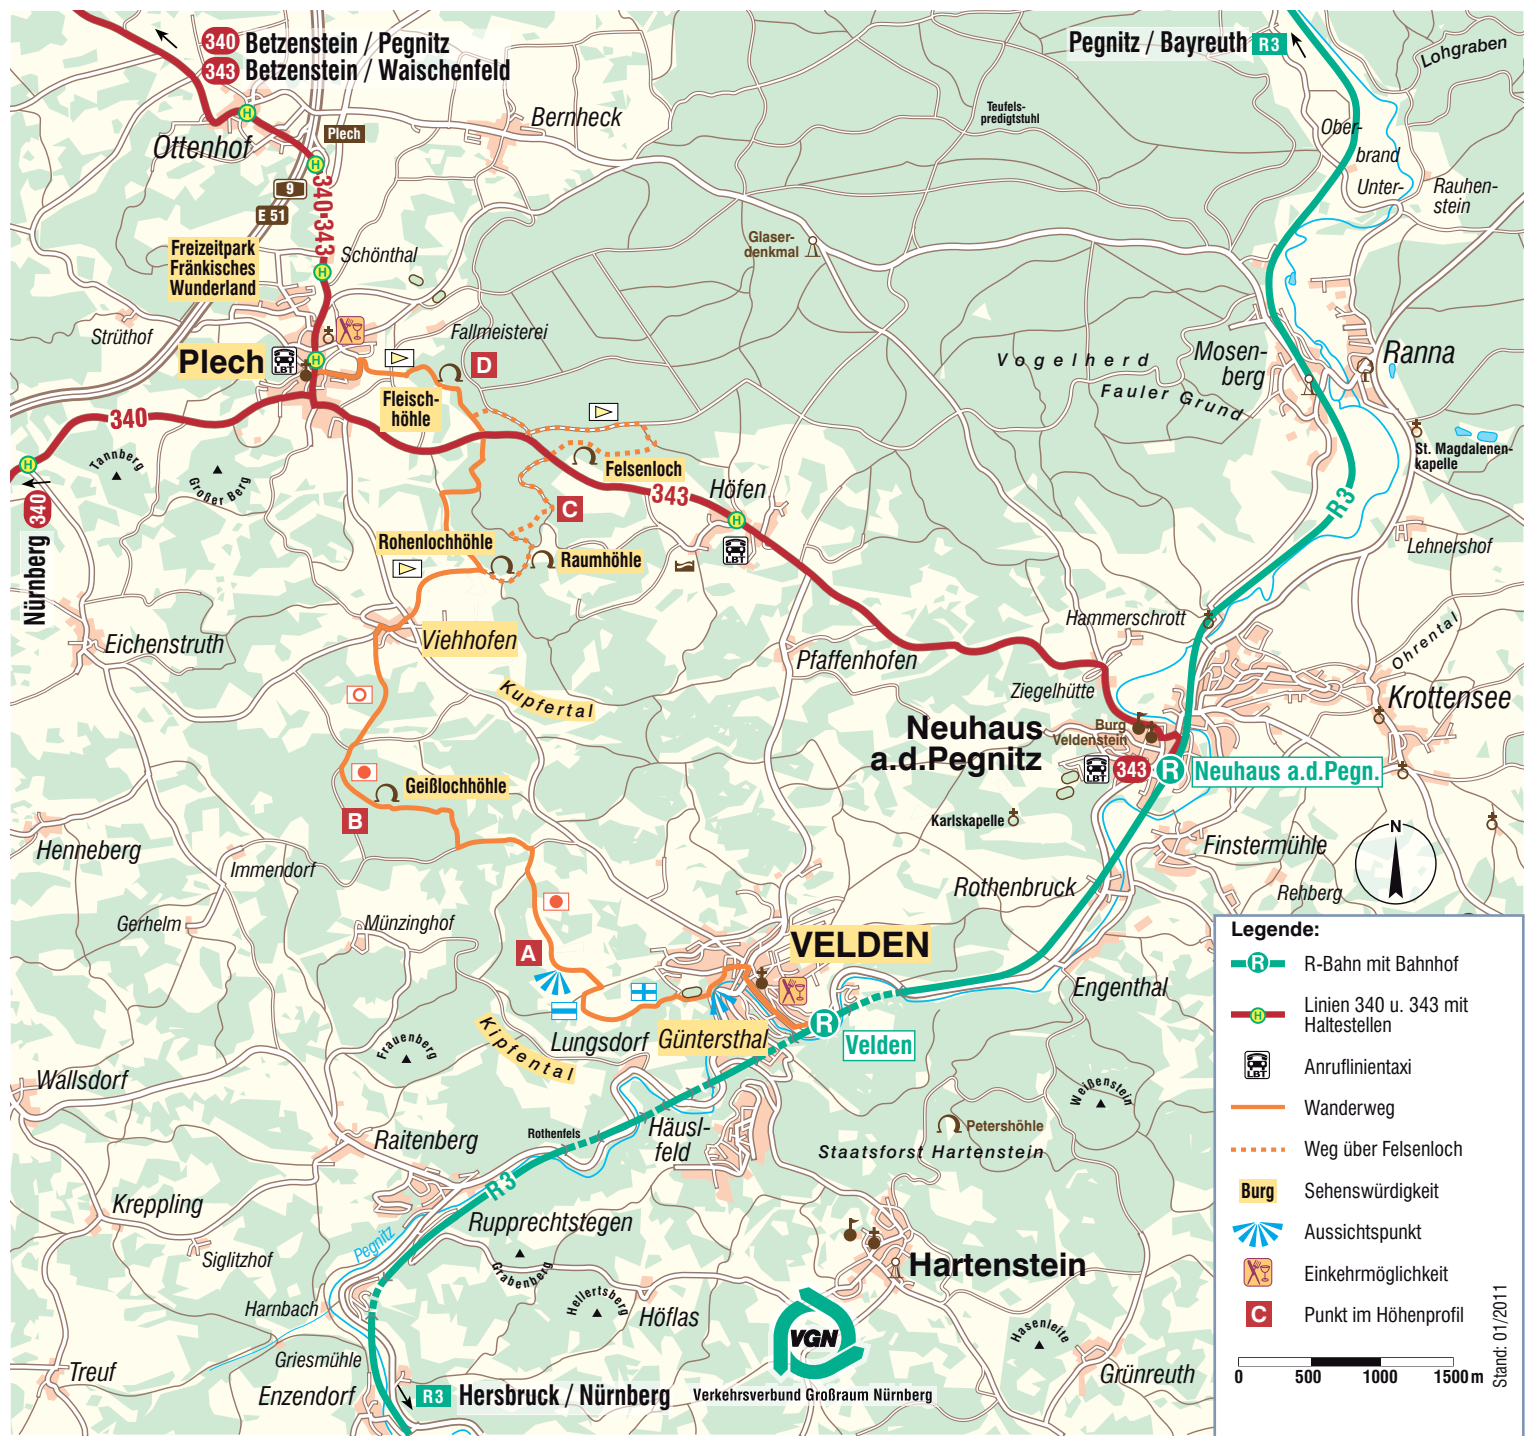 340 Betzenstein / Pegnitz
343 Betzenstein / Waischenfeld
Pegnitz / Bayreuth R3
Lohgraben
Bernheck
Teufels-
predigtstuhl
H
Ottenhof
Plech
H
Ober-
brand
Unter-
Rauhen-
stein
9
E 51
340-343
Freizeitpark
Fränkisches
Wunderland
Schönthal
H
Glaser-
denkmal
Strüthof
Fallmeisterei
Plech
LBT
H
D
Vogelherd
Fauler Grund
Mosen-
berg
Ranna
Fleisch-
höhle
340
H
340
Nürnberg
Tannberg
Großer Berg
Felsenloch
343
Höfen
H
LBT
C
St. Magdalenen-
kapelle
R3
Lehnershof
Rohenlochhöhle
Raumhöhle
Eichenstruth
Viehhofen
Kupfertal
Pfaffenhofen
Hammerschrott
Ziegelhütte
Ohrental
Krottensee
Neuhaus
a.d.Pegnitz
Burg
Veldenstein
LBT
343
R
Neuhaus a.d.Pegn.
Geißlochhöhle
B
Karlskapelle
Henneberg
Immendorf
Finstermühle
N
Rothenbruck
Rehberg
Gerhelm
Münzinghof
A
VELDEN
Engenthal
Kipfental
Lungsdorf
Güntersthal
R
Velden
Frauenberg
Wallsdorf
Weißenstein
Raitenberg
Rothenfels
Häusl-
feld
Petershöhle
Staatsforst Hartenstein
R3
Kreppling
Rupprechtstegen
Siglitzhof
Pegnitz
Grabenberg
Hartenstein
Harnbach
Hellertsberg
Höflas
Hasenleite
Griesmühle
Treuf
Enzendorf
R3 Hersbruck / Nürnberg
VGN
Verkehrsverbund Großraum Nürnberg
Grünreuth
Legende:
R R-Bahn mit Bahnhof
H Linien 340 u. 343 mit
Haltestellen
LBT Anruflinientaxi
Wanderweg
Weg über Felsenloch
Burg Sehenswürdigkeit
Aussichtspunkt
Einkehrmöglichkeit
C Punkt im Höhenprofil
0 500 1000 1500 m
Stand: 01/2011